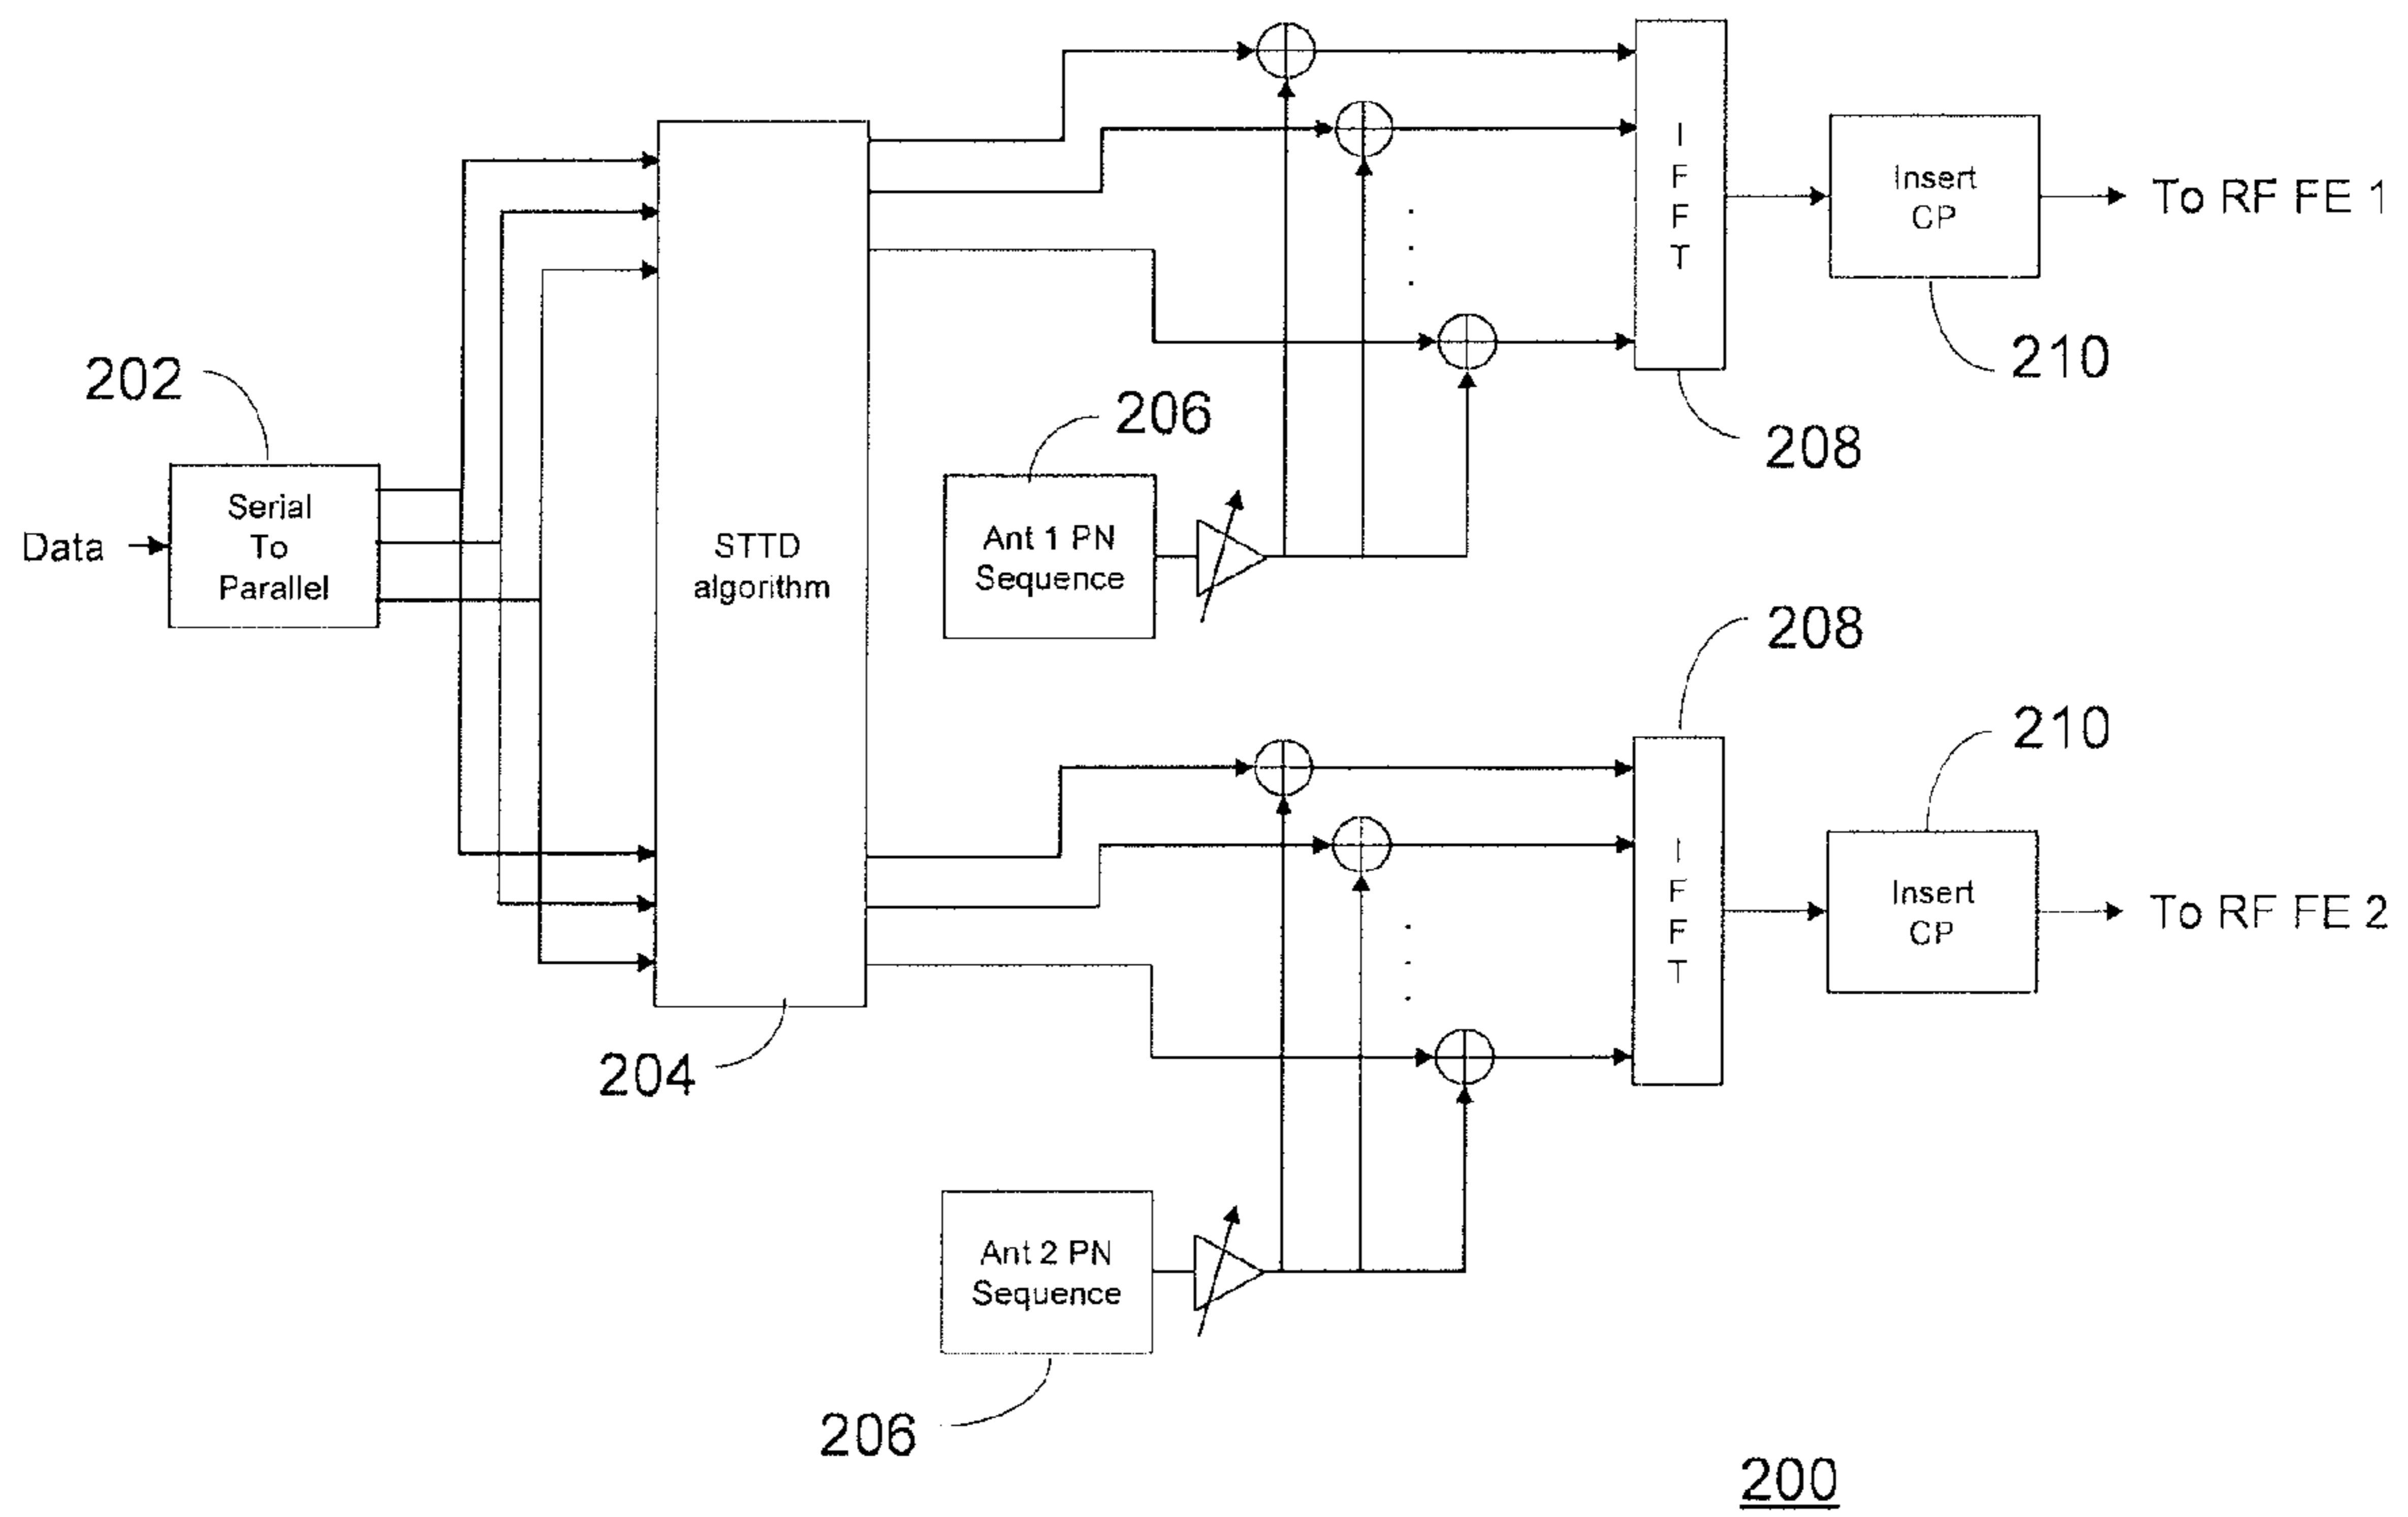 I
F
F
T
Insert
CP
To RF FE 1
210
208
202
206
Serial
To
Parallel
Data
STTD
algorithm
Ant 1 PN
Sequence
208
210
I
F
F
T
Insert
CP
To RF FE 2
204
Ant 2 PN
Sequence
206
200